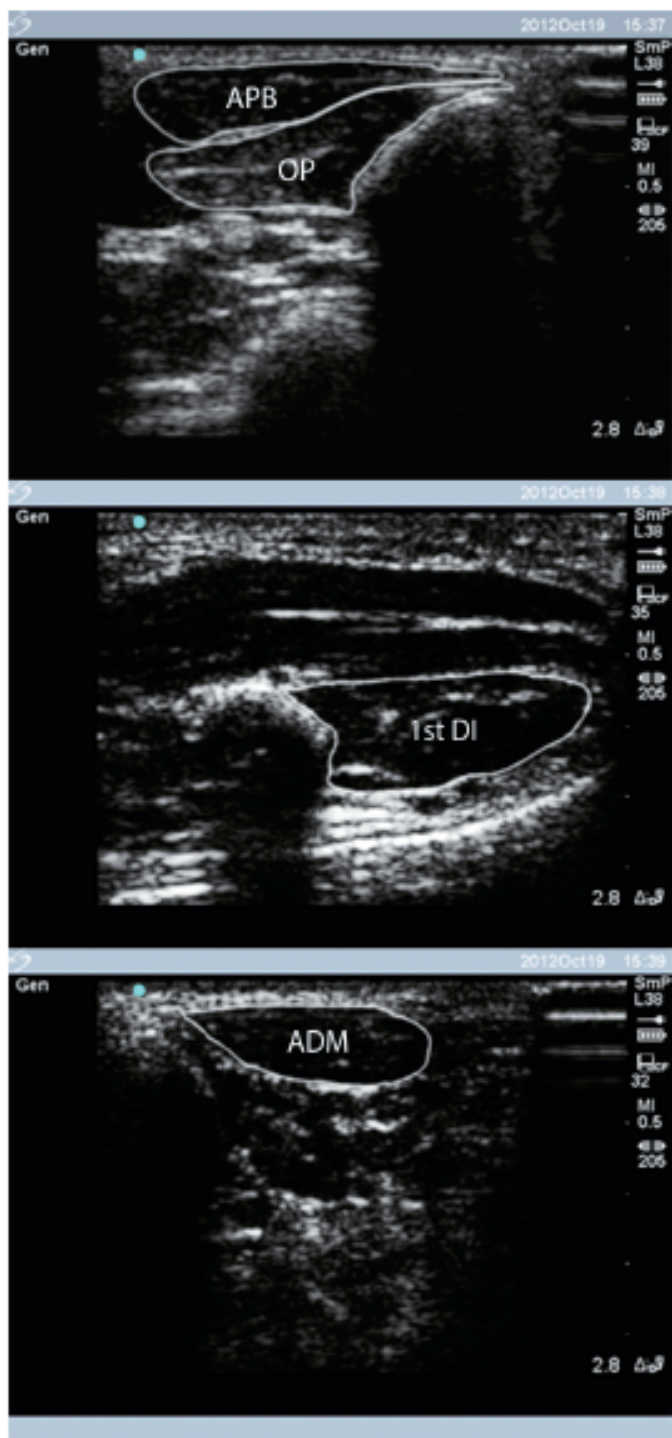 2012Oct19 15:37
Gen
SmP
L38
APB
39
OP
MI
0.5
205
2.8
2012Oct19 15:38
Gen
SmP
L38
35
MI
0.5
205
1st DI
2.8
2012Oct19 15:39
Gen
SmP
L38
ADM
32
MI
0.5
205
2.8